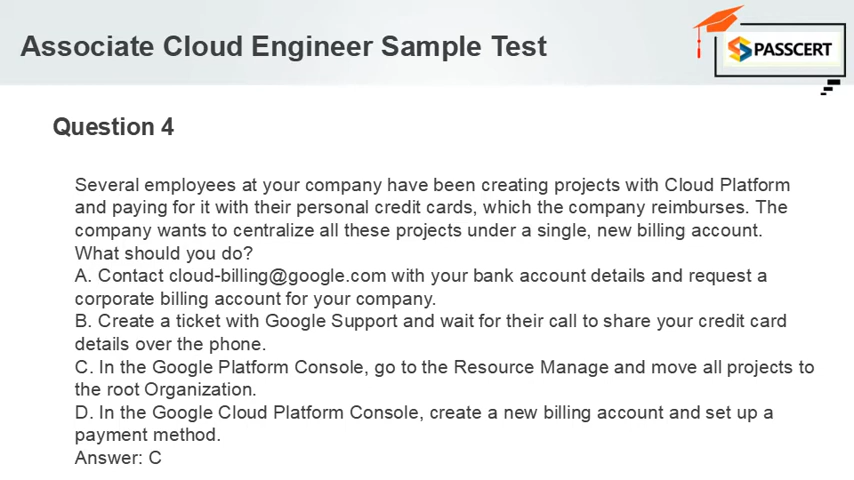 Associate Cloud Engineer Sample Test
PASSCERT
Question 4
Several employees at your company have been creating projects with Cloud Platform
and paying for it with their personal credit cards, which the company reimburses. The
company wants to centralize all these projects under a single, new billing account.
What should you do?
A. Contact cloud-billing@google.com with your bank account details and request a
corporate billing account for your company.
B. Create a ticket with Google Support and wait for their call to share your credit card
details over the phone.
C. In the Google Platform Console, go to the Resource Manage and move all projects to
the root Organization.
D. In the Google Cloud Platform Console, create a new billing account and set up a
payment method.
Answer: C